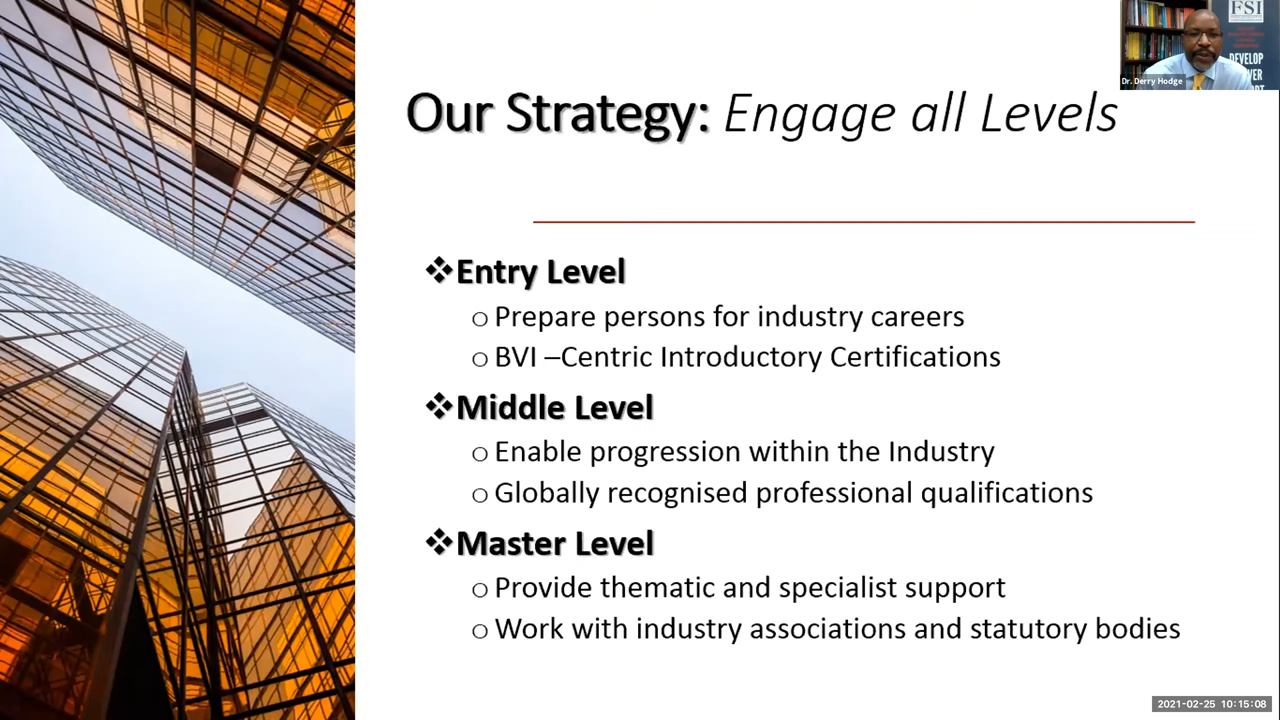 FSI
DEVELOP
Dr. Derry Hodge
Our Strategy: Engage all Levels
❖Entry Level
○ Prepare persons for industry careers
○ BVI –Centric Introductory Certifications
❖Middle Level
○ Enable progression within the Industry
○ Globally recognised professional qualifications
❖Master Level
○ Provide thematic and specialist support
○ Work with industry associations and statutory bodies
2021-02-25 10:15:08